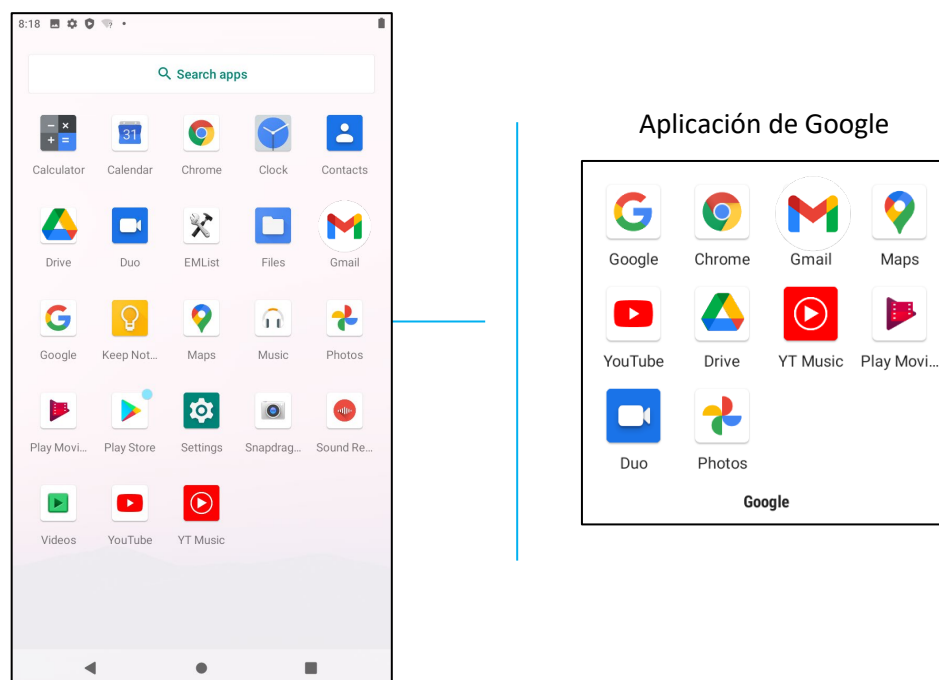 8:18
Search apps
Calculator Calendar Chrome Clock Contacts
Drive Duo EMList Files Gmail
Google Keep Not... Maps Music Photos
Play Movi... Play Store Settings Snapdrag... Sound Re...
Videos YouTube YT Music
31
Aplicación de Google
Google Chrome Gmail Maps
YouTube Drive YT Music Play Movi...
Duo Photos
Google